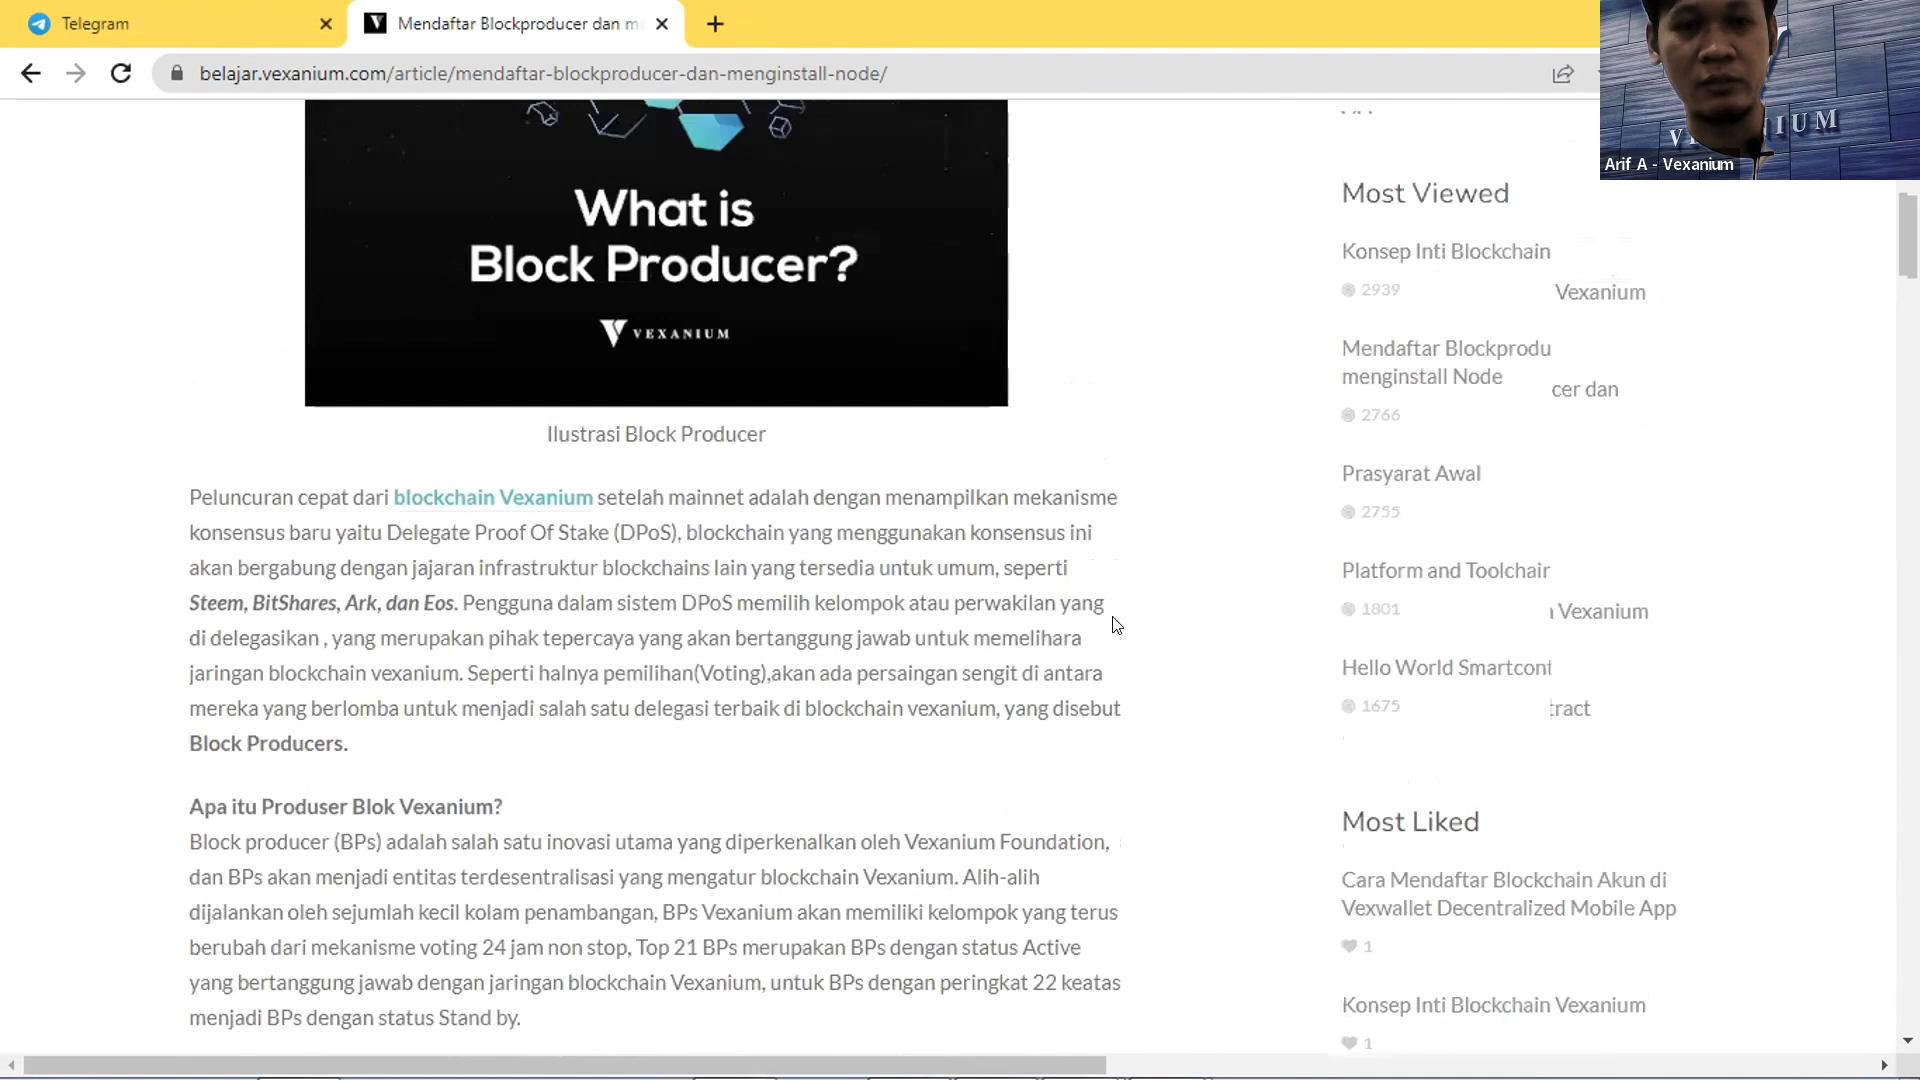 Telegram
Mendaftar Blockproducer dan m
belajar.vexanium.com/article/mendaftar-blockproducer-dan-menginstall-node/
Arif A - Vexanium
What is
Block Producer?
VEXANIUM
Ilustrasi Block Producer
Peluncuran cepat dari blockchain Vexanium setelah mainnet adalah dengan menampilkan mekanisme
konsensus baru yaitu Delegate Proof Of Stake (DPoS), blockchain yang menggunakan konsensus ini
akan bergabung dengan jajaran infrastruktur blockchains lain yang tersedia untuk umum, seperti
Steem, BitShares, Ark, dan Eos. Pengguna dalam sistem DPoS memilih kelompok atau perwakilan yang
di delegasikan , yang merupakan pihak tepercaya yang akan bertanggung jawab untuk memelihara
jaringan blockchain vexanium. Seperti halnya pemilihan(Voting),akan ada persaingan sengit di antara
mereka yang berlomba untuk menjadi salah satu delegasi terbaik di blockchain vexanium, yang disebut
Block Producers.
Apa itu Produser Blok Vexanium?
Block producer (BPs) adalah salah satu inovasi utama yang diperkenalkan oleh Vexanium Foundation,
dan BPs akan menjadi entitas terdesentralisasi yang mengatur blockchain Vexanium. Alih-alih
dijalankan oleh sejumlah kecil kolam penambangan, BPs Vexanium akan memiliki kelompok yang terus
berubah dari mekanisme voting 24 jam non stop, Top 21 BPs merupakan BPs dengan status Active
yang bertanggung jawab dengan jaringan blockchain Vexanium, untuk BPs dengan peringkat 22 keatas
menjadi BPs dengan status Stand by.
Most Viewed
Konsep Inti Blockchain
Vexanium
2939
Mendaftar Blockprodu
menginstall Node
cer dan
2766
Prasyarat Awal
2755
Platform and Toolchain
Vexanium
1801
Hello World Smartcont
tract
1675
Most Liked
Cara Mendaftar Blockchain Akun di
Vexwallet Decentralized Mobile App
1
Konsep Inti Blockchain Vexanium
1